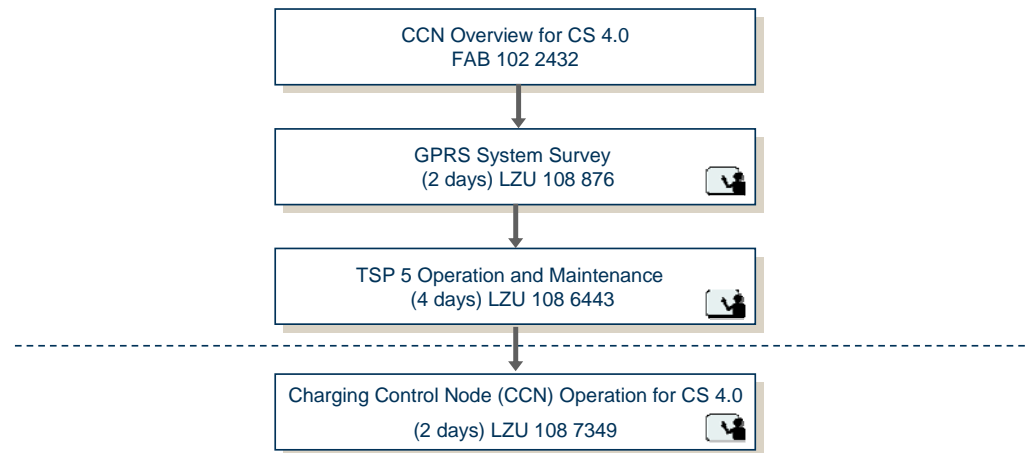 CCN Overview for CS 4.0
FAB 102 2432
GPRS System Survey
(2 days) LZU 108 876
TSP 5 Operation and Maintenance
(4 days) LZU 108 6443
Charging Control Node (CCN) Operation for CS 4.0
(2 days) LZU 108 7349